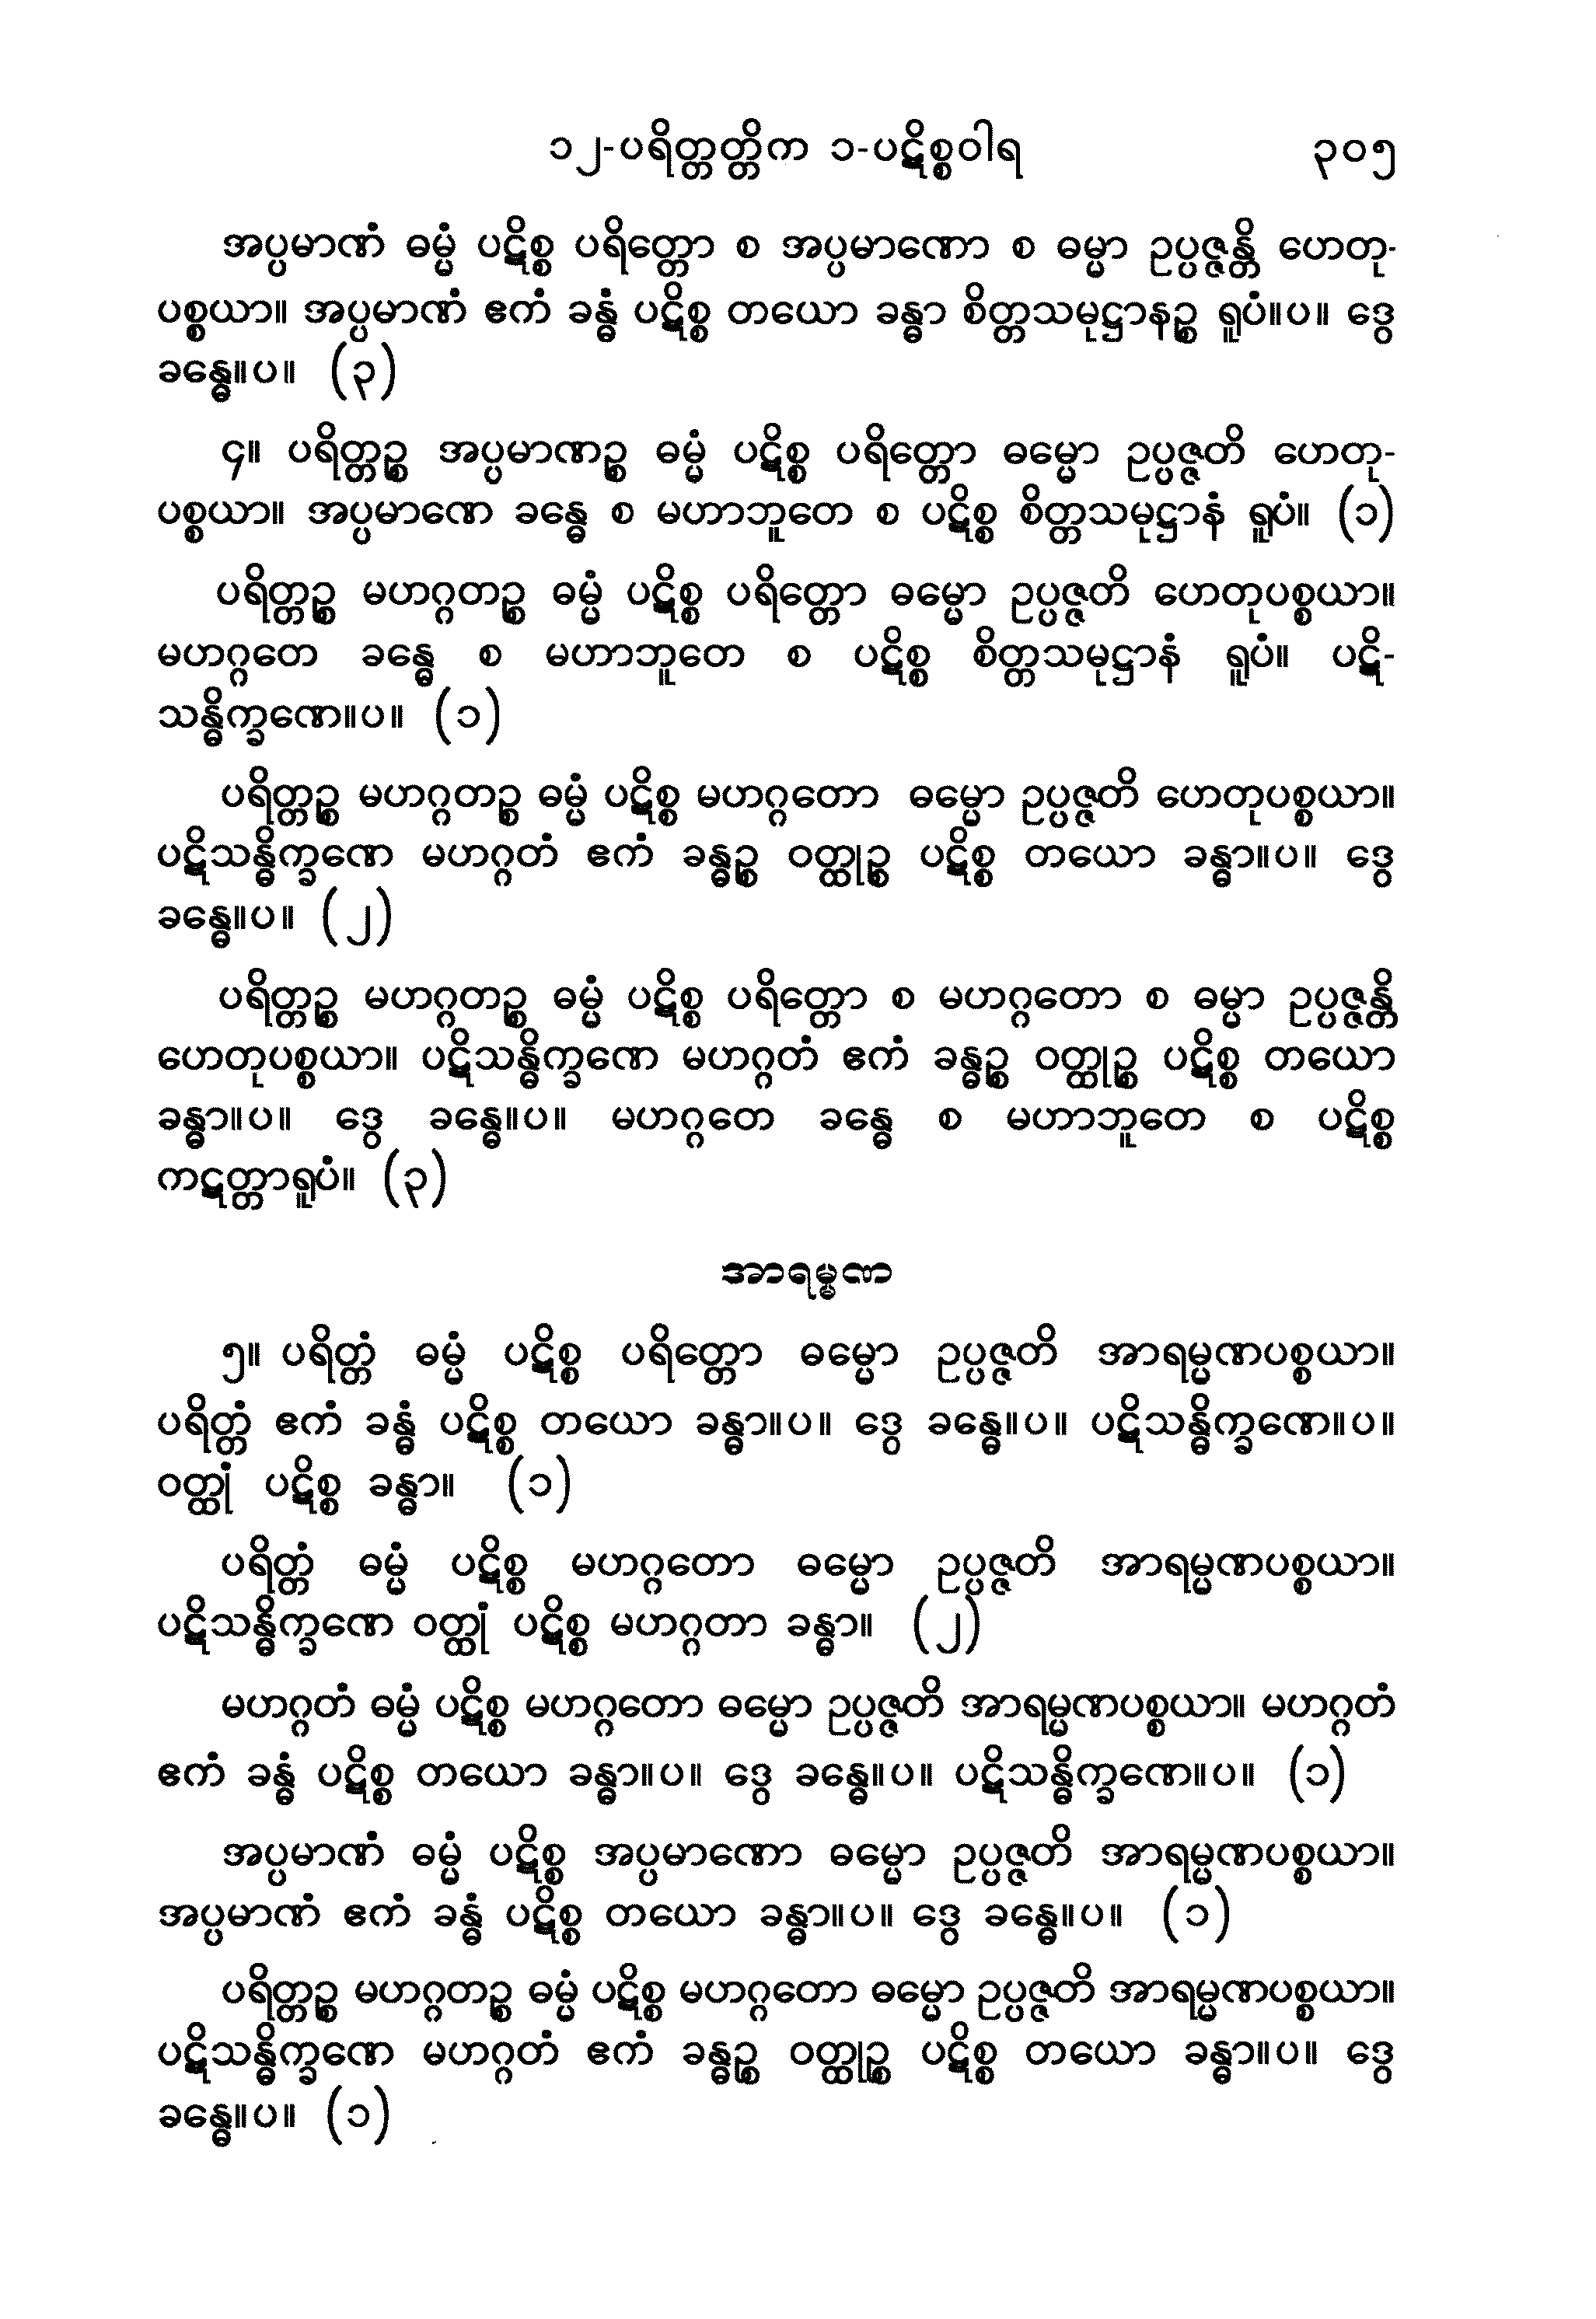 ၁၂-ပရိတ္တတ္တိက ၁-ပဋိစ္စဝါရ ၃၀၅
အပ္ပမာဏံ ဓမ္မံ ပဋိစ္စ ပရိတ္တော စ အပ္ပမာဏော စ ဓမ္မာ ဥပ္ပဇ္ဇန္တိ ဟေတု-
ပစ္စယာ။ အပ္ပမာဏံ ဧကံ ခန္ဓံ ပဋိစ္စ တယော ခန္ဓာ စိတ္တသမုဋ္ဌာနဉ္စ ရူပံ။ပ။ ဒွေ
ခန္ဓေ။ပ။ (၃)
၄။ ပရိတ္တဉ္စ အပ္ပမာဏဉ္စ ဓမ္မံ ပဋိစ္စ ပရိတ္တော ဓမ္မော ဥပ္ပဇ္ဇတိ ဟေတု-
ပစ္စယာ။ အပ္ပမာဏေ ခန္ဓေ စ မဟာဘူတေ စ ပဋိစ္စ စိတ္တသမုဋ္ဌာနံ ရူပံ။ (၁)
ပရိတ္တဉ္စ မဟဂ္ဂတဉ္စ ဓမ္မံ ပဋိစ္စ ပရိတ္တော ဓမ္မော ဥပ္ပဇ္ဇတိ ဟေတုပစ္စယာ။
မဟဂ္ဂတေ ခန္ဓေ စ မဟာဘူတေ စ ပဋိစ္စ စိတ္တသမုဋ္ဌာနံ ရူပံ။ ပဋိ-
သန္ဓိက္ခဏေ။ပ။ (၁)
ပရိတ္တဉ္စ မဟဂ္ဂတဉ္စ ဓမ္မံ ပဋိစ္စ မဟဂ္ဂတော ဓမ္မော ဥပ္ပဇ္ဇတိ ဟေတုပစ္စယာ။
ပဋိသန္ဓိက္ခဏေ မဟဂ္ဂတံ ဧကံ ခန္ဓဉ္စ ဝတ္ထုဉ္စ ပဋိစ္စ တယော ခန္ဓာ။ပ။ ဒွေ
ခန္ဓေ။ပ။ (၂)
ပရိတ္တဉ္စ မဟဂ္ဂတဉ္စ ဓမ္မံ ပဋိစ္စ ပရိတ္တော စ မဟဂ္ဂတော စ ဓမ္မာ ဥပ္ပဇ္ဇန္တိ
ဟေတုပစ္စယာ။ ပဋိသန္ဓိက္ခဏေ မဟဂ္ဂတံ ဧကံ ခန္ဓဉ္စ ဝတ္ထုဉ္စ ပဋိစ္စ တယော
ခန္ဓာ။ပ။ ဒွေ ခန္ဓေ။ပ။ မဟဂ္ဂတေ ခန္ဓေ စ မဟာဘူတေ စ ပဋိစ္စ
ကဋတ္တာရူပံ။ (၃)
အာရမ္မဏ
၅။ ပရိတ္တံ ဓမ္မံ ပဋိစ္စ ပရိတ္တော ဓမ္မော ဥပ္ပဇ္ဇတိ အာရမ္မဏပစ္စယာ။
ပရိတ္တံ ဧကံ ခန္ဓံ ပဋိစ္စ တယော ခန္ဓာ။ပ။ ဒွေ ခန္ဓေ။ပ။ ပဋိသန္ဓိက္ခဏေ။ပ။
ဝတ္ထုံ ပဋိစ္စ ခန္ဓာ။ (၁)
ပရိတ္တံ ဓမ္မံ ပဋိစ္စ မဟဂ္ဂတော ဓမ္မော ဥပ္ပဇ္ဇတိ အာရမ္မဏပစ္စယာ။
ပဋိသန္ဓိက္ခဏေ ဝတ္ထုံ ပဋိစ္စ မဟဂ္ဂတာ ခန္ဓာ။ (၂)
မဟဂ္ဂတံ ဓမ္မံ ပဋိစ္စ မဟဂ္ဂတော ဓမ္မော ဥပ္ပဇ္ဇတိ အာရမ္မဏပစ္စယာ။ မဟဂ္ဂတံ
ဧကံ ခန္ဓံ ပဋိစ္စ တယော ခန္ဓာ။ပ။ ဒွေ ခန္ဓေ။ပ။ ပဋိသန္ဓိက္ခဏေ။ပ။ (၁)
အပ္ပမာဏံ ဓမ္မံ ပဋိစ္စ အပ္ပမာဏော ဓမ္မော ဥပ္ပဇ္ဇတိ အာရမ္မဏပစ္စယာ။
အပ္ပမာဏံ ဧကံ ခန္ဓံ ပဋိစ္စ တယော ခန္ဓာ။ပ။ ဒွေ ခန္ဓေ။ပ။ (၁)
ပရိတ္တဉ္စ မဟဂ္ဂတဉ္စ ဓမ္မံ ပဋိစ္စ မဟဂ္ဂတော ဓမ္မော ဥပ္ပဇ္ဇတိ အာရမ္မဏပစ္စယာ။
ပဋိသန္ဓိက္ခဏေ မဟဂ္ဂတံ ဧကံ ခန္ဓဉ္စ ဝတ္ထုဉ္စ ပဋိစ္စ တယော ခန္ဓာ။ပ။ ဒွေ
ခန္ဓေ။ပ။ (၁)